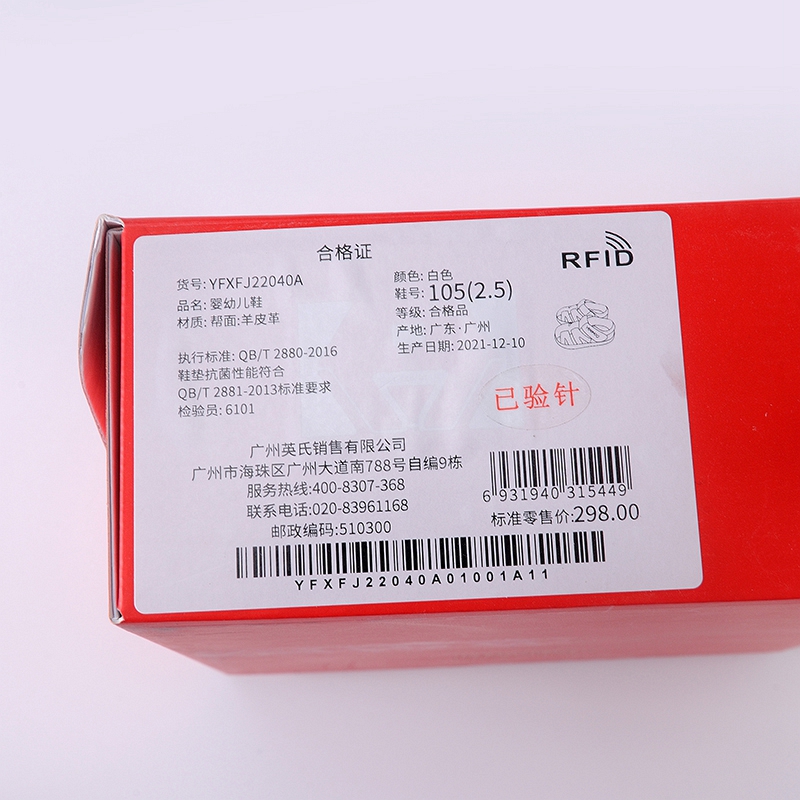 合格证
RFID
货号: YFXFJ22040A
品名: 婴幼儿鞋
材质: 帮面:羊皮革
颜色: 白色
鞋号: 105(2.5)
等级: 合格品
产地: 广东·广州
生产日期: 2021-12-10
执行标准: QB/T 2880-2016
鞋垫抗菌性能符合
QB/T 2881-2013标准要求
检验员: 6101
已验针
广州英氏销售有限公司
广州市海珠区广州大道南788号自编9栋
服务热线:400-8307-368
联系电话:020-83961168
邮政编码:510300
6 931940 315449
标准零售价:298.00
YFXFJ22040A01001A11